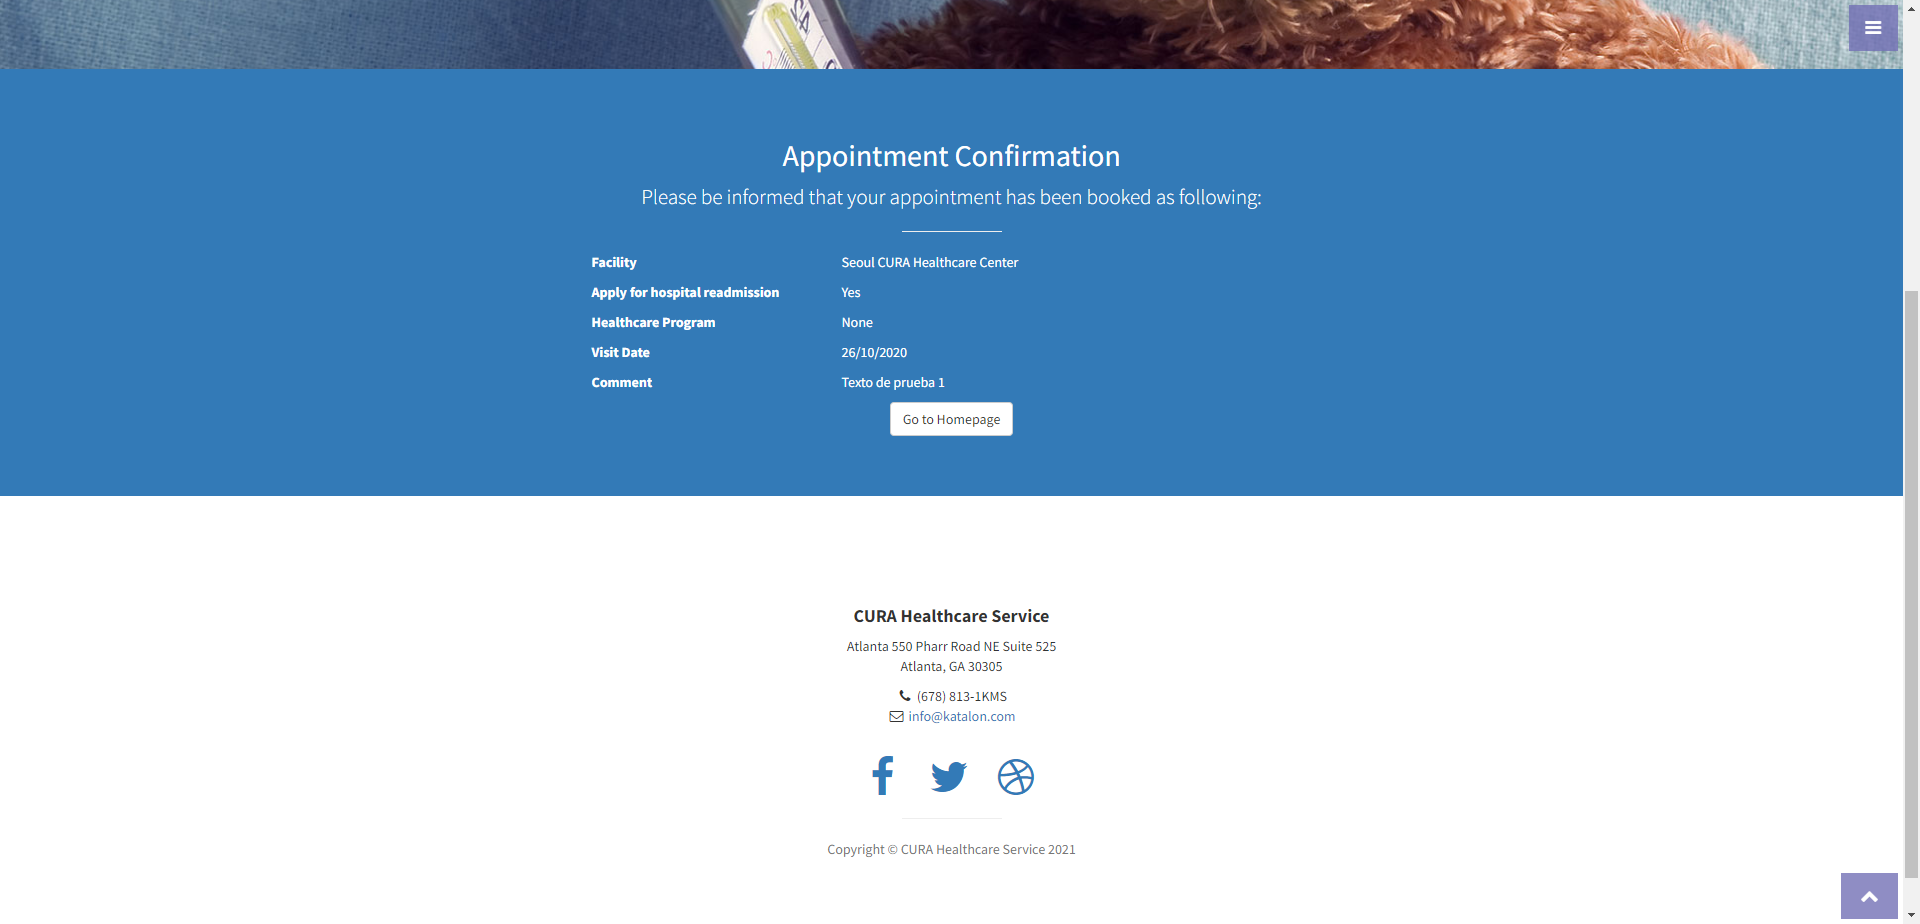 Appointment Confirmation
Please be informed that your appointment has been booked as following:
Facility Seoul CURA Healthcare Center
Apply for hospital readmission Yes
Healthcare Program None
Visit Date 26/10/2020
Comment Texto de prueba 1
Go to Homepage
CURA Healthcare Service
Atlanta 550 Pharr Road NE Suite 525
Atlanta, GA 30305
(678) 813-1KMS
info@katalon.com
Copyright © CURA Healthcare Service 2021